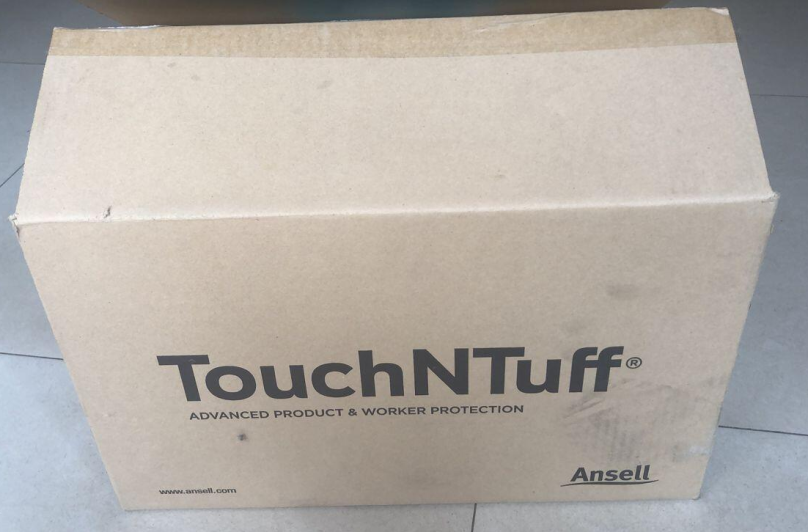 TouchNTuff®
ADVANCED PRODUCT & WORKER PROTECTION
Ansell
www.ansell.com